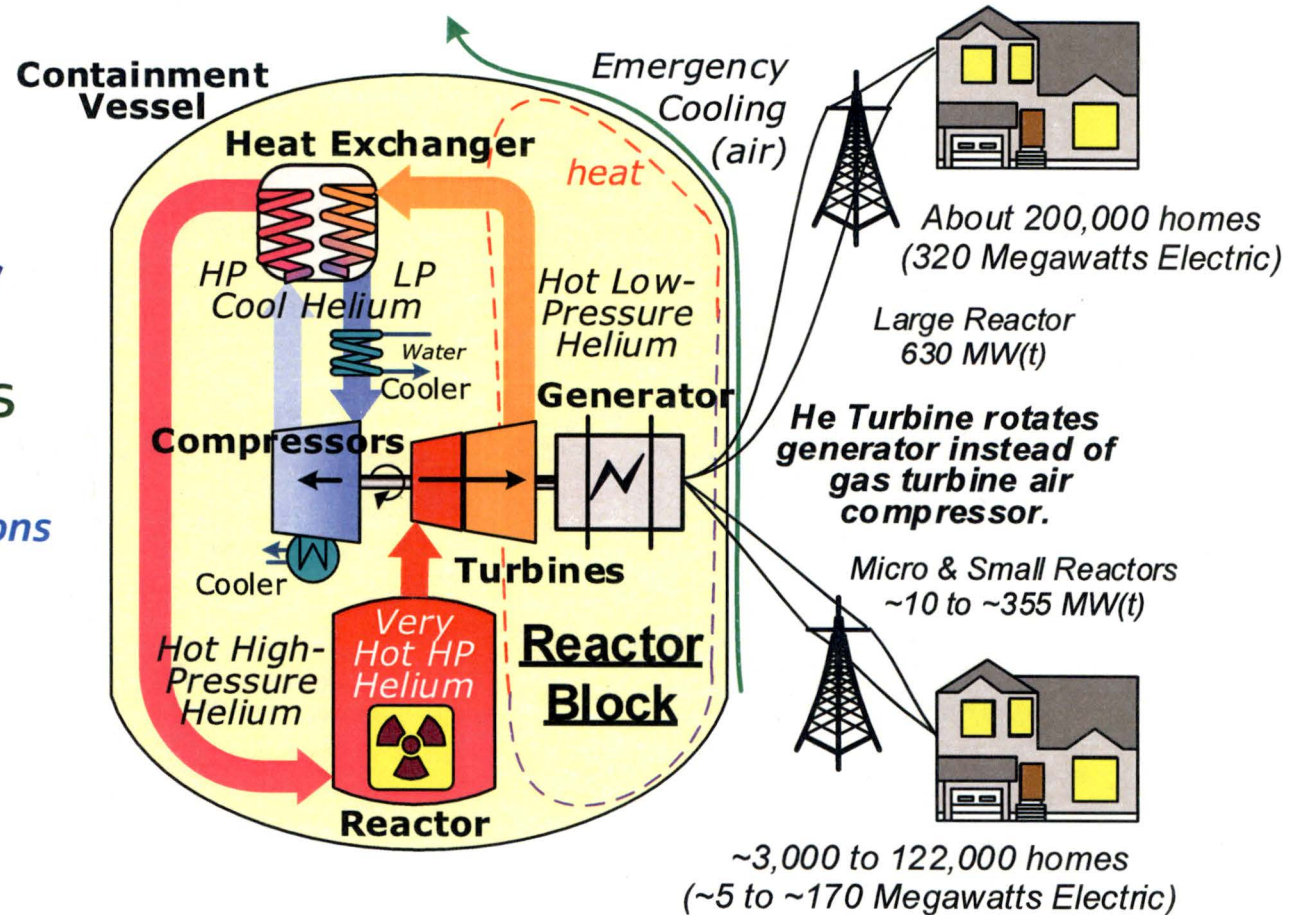 Containment
Vessel
Heat Exchanger
heat
Emergency
Cooling
(air)
HP
LP
Cool Helium
Hot Low-
Pressure
Helium
Water
Cooler
Compressors
Generator
Cooler
Turbines
Hot High-
Pressure
Helium
Very
Hot HP
Helium
Reactor
Block
Reactor
S
ons
About 200,000 homes
(320 Megawatts Electric)
Large Reactor
630 MW(t)
He Turbine rotates
generator instead of
gas turbine air
compressor.
Micro & Small Reactors
~10 to ~355 MW(t)
~3,000 to 122,000 homes
(~5 to ~170 Megawatts Electric)